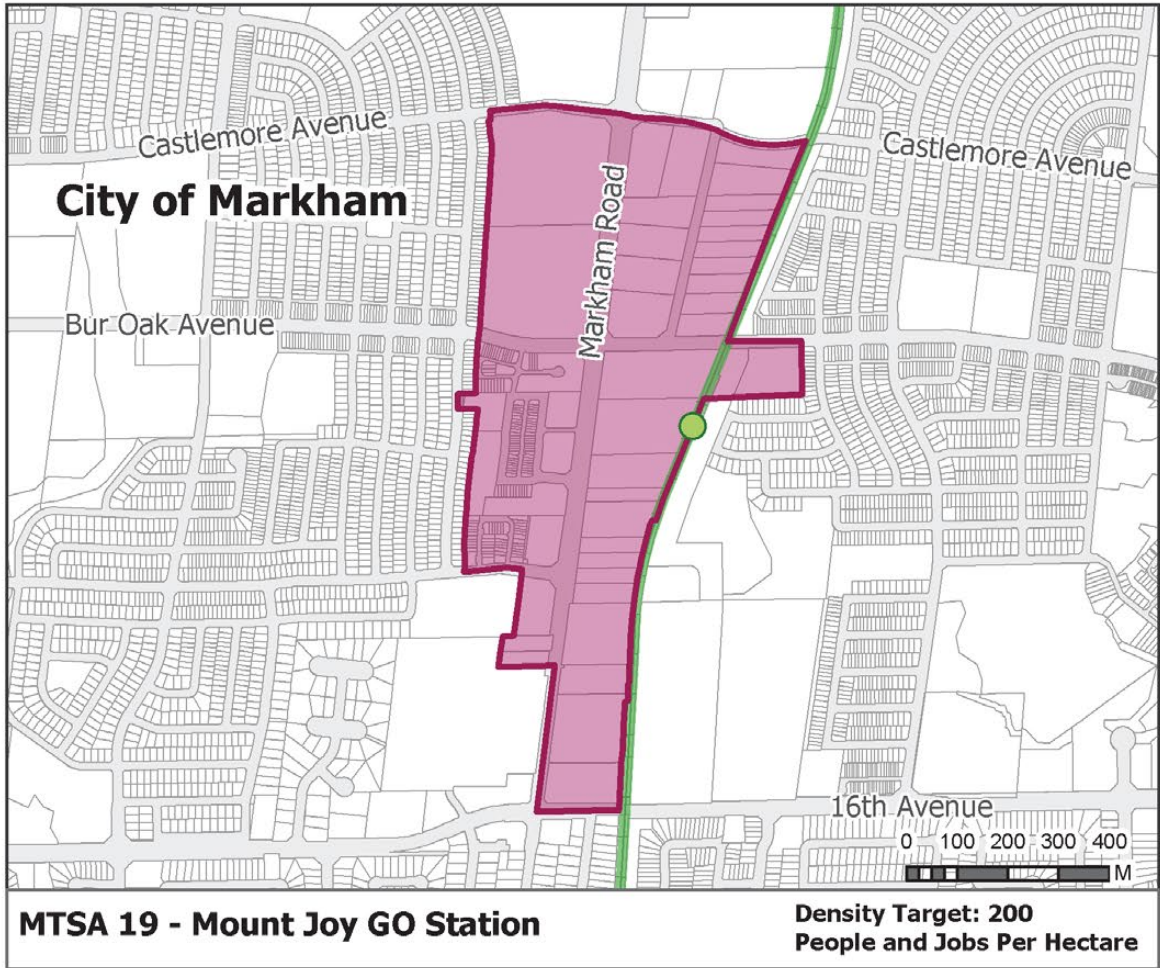 Castlemore Avenue
Castlemore Avenue
City of Markham
Markham Road
Bur Oak Avenue
16th Avenue
0 100 200 300 400
M
MTSA 19 - Mount Joy GO Station
Density Target: 200
People and Jobs Per Hectare